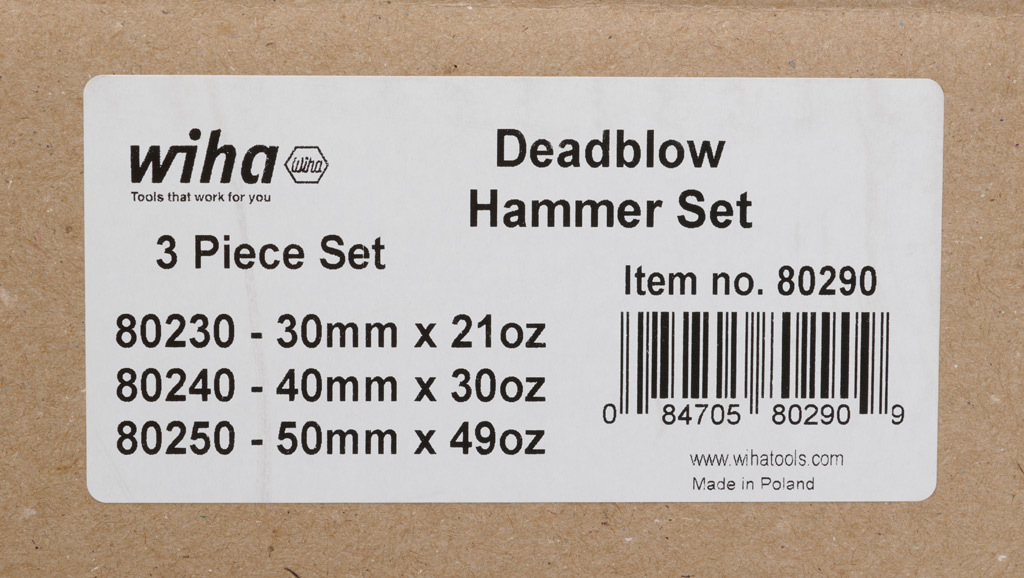 wiha wiha
Tools that work for you
Deadblow
Hammer Set
3 Piece Set
80230 - 30mm x 21oz
80240 - 40mm x 30oz
80250 - 50mm x 49oz
Item no. 80290
0 84705 80290 9
www.wihatools.com
Made in Poland